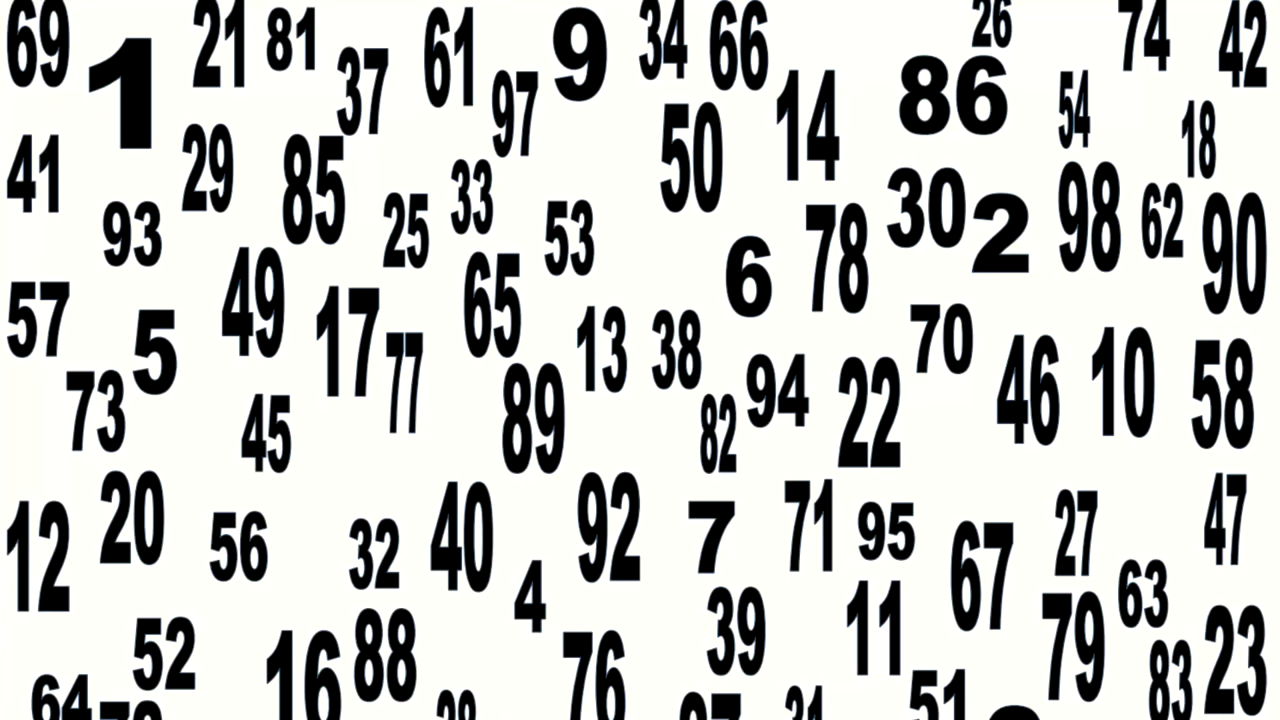 69 1 21 81 37 61 97 9 34 66 26 74 42
50 14 86 54 18
41 29 85 33
93 25 53 6 78 30 2 98 62 90
57 5 49 17 77 65 13 38 70
73 45 89 82 94 22 46 10 58
12 20 56 32 40 92 7 71 95 67 27 47
4 39 11 79 63
52 16 88 76 83 23
64 51